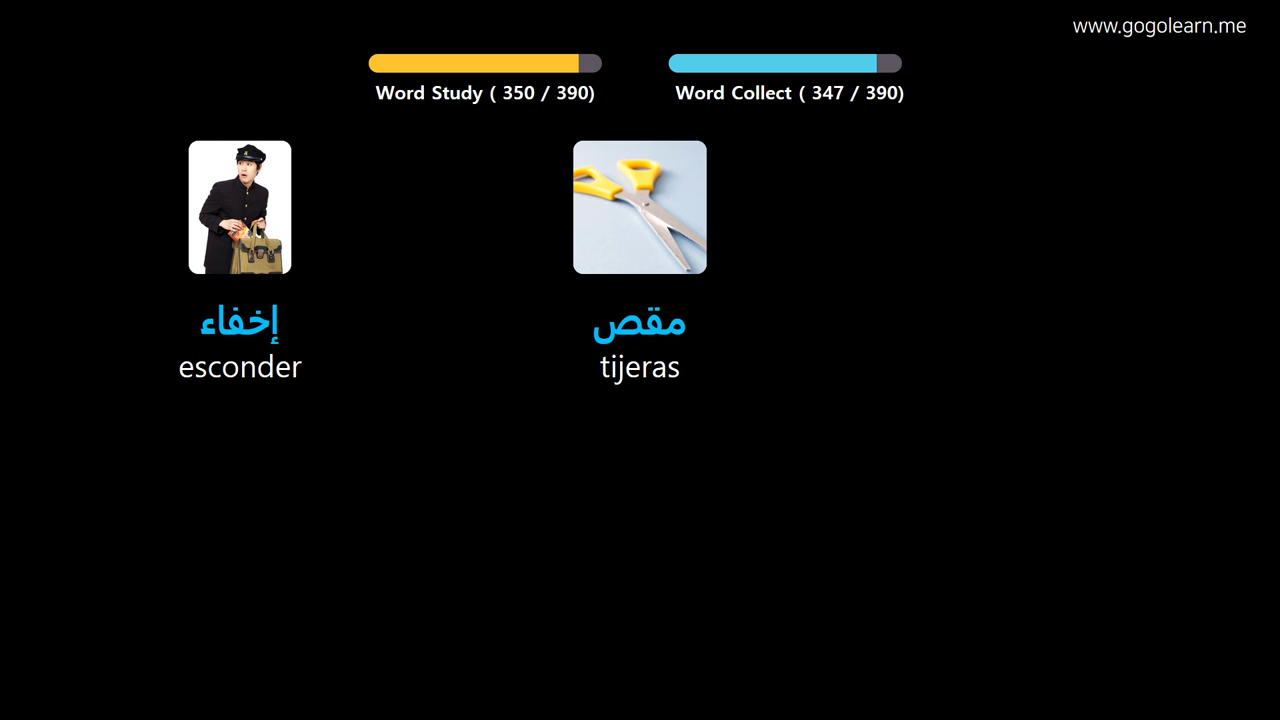 www.gogolearn.me
Word Study ( 350 / 390)
Word Collect ( 347 / 390)
إخفاء
esconder
مقص
tijeras